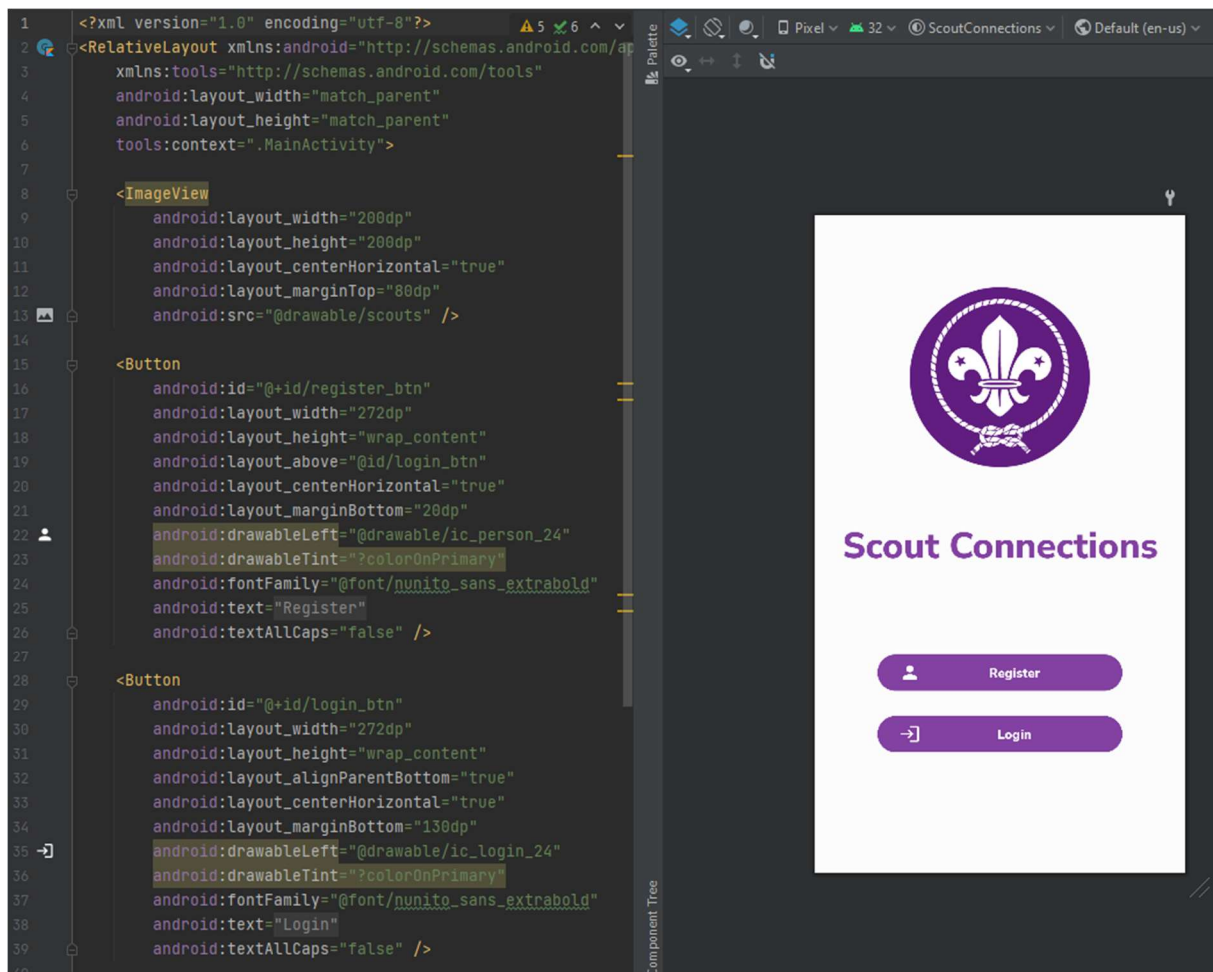 1 <?xml version="1.0" encoding="utf-8"?>
5 6
2 <RelativeLayout xmlns:android="http://schemas.android.com/ap
3 xmlns:tools="http://schemas.android.com/tools"
4 android:layout_width="match_parent"
5 android:layout_height="match_parent"
6 tools:context=".MainActivity">
7
8 <ImageView
9 android:layout_width="200dp"
10 android:layout_height="200dp"
11 android:layout_centerHorizontal="true"
12 android:layout_marginTop="80dp"
13 android:src="@drawable/scouts" />
14
15 <Button
16 android:id="@+id/register_btn"
17 android:layout_width="272dp"
18 android:layout_height="wrap_content"
19 android:layout_above="@id/login_btn"
20 android:layout_centerHorizontal="true"
21 android:layout_marginBottom="20dp"
22 android:drawableLeft="@drawable/ic_person_24"
23 android:drawableTint="?colorOnPrimary"
24 android:fontFamily="@font/nunito_sans_extrabold"
25 android:text="Register"
26 android:textAllCaps="false" />
27
28 <Button
29 android:id="@+id/login_btn"
30 android:layout_width="272dp"
31 android:layout_height="wrap_content"
32 android:layout_alignParentBottom="true"
33 android:layout_centerHorizontal="true"
34 android:layout_marginBottom="130dp"
35 android:drawableLeft="@drawable/ic_login_24"
36 android:drawableTint="?colorOnPrimary"
37 android:fontFamily="@font/nunito_sans_extrabold"
38 android:text="Login"
39 android:textAllCaps="false" />
Palette
Component Tree
Pixel 32 ScoutConnections Default (en-us)
Scout Connections
Register
Login